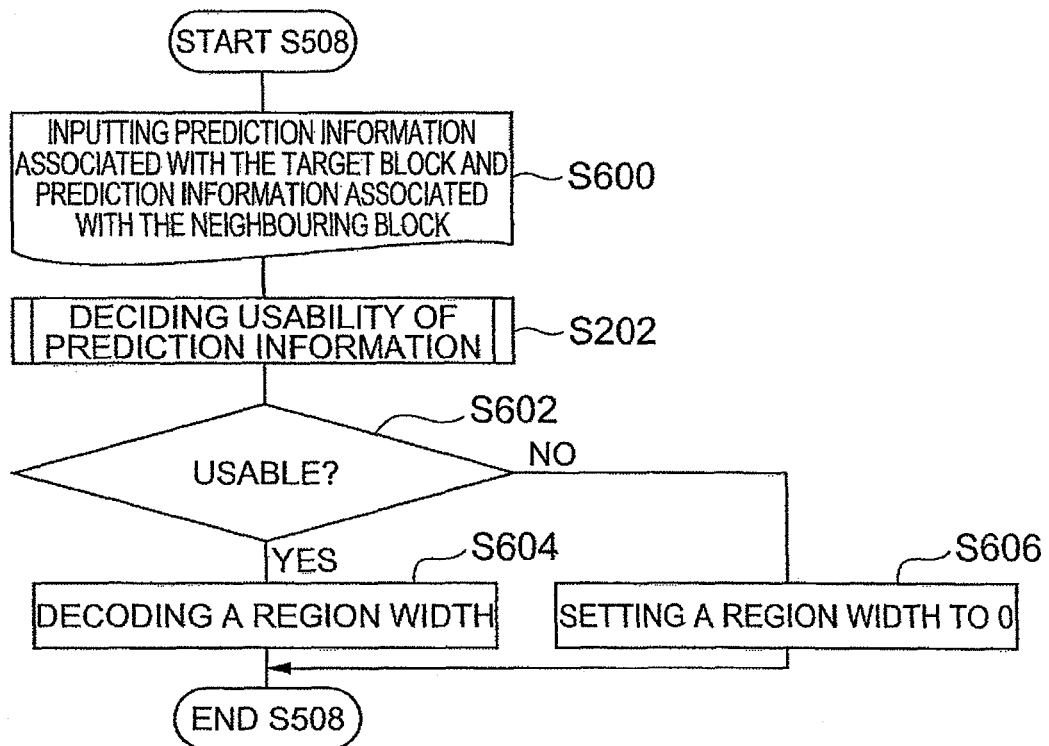 START S508
INPUTTING PREDICTION INFORMATION
ASSOCIATED WITH THE TARGET BLOCK AND
PREDICTION INFORMATION ASSOCIATED
WITH THE NEIGHBOURING BLOCK
S600
DECIDING USABILITY OF
PREDICTION INFORMATION
S202
S602
USABLE?
NO
YES
S604
DECODING A REGION WIDTH
S606
SETTING A REGION WIDTH TO 0
END S508